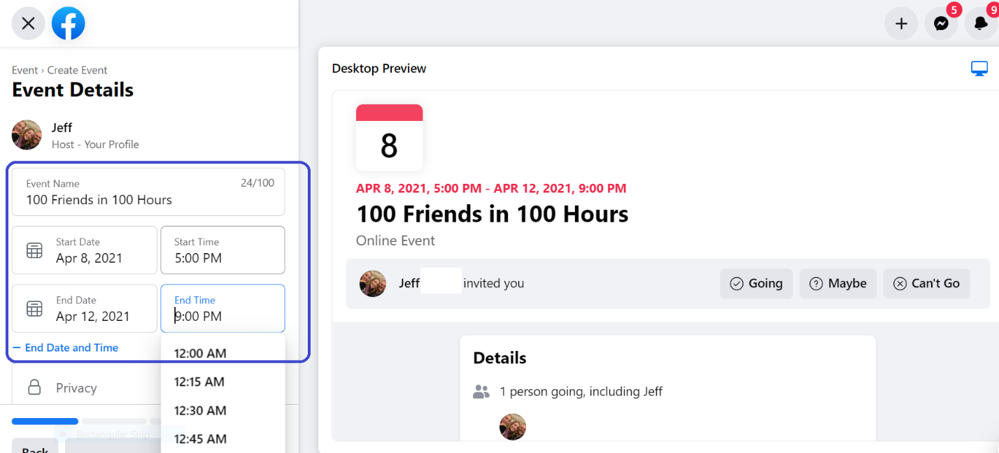 5
9
Event › Create Event
Event Details
Jeff
Host - Your Profile
Event Name
24/100
100 Friends in 100 Hours
Start Date
Apr 8, 2021
Start Time
5:00 PM
End Date
Apr 12, 2021
End Time
9:00 PM
End Date and Time
12:00 AM
12:15 AM
12:30 AM
12:45 AM
Privacy
Rectangular Snip
Back
Desktop Preview
8
APR 8, 2021, 5:00 PM - APR 12, 2021, 9:00 PM
100 Friends in 100 Hours
Online Event
Jeff invited you
Going
Maybe
Can't Go
Details
1 person going, including Jeff